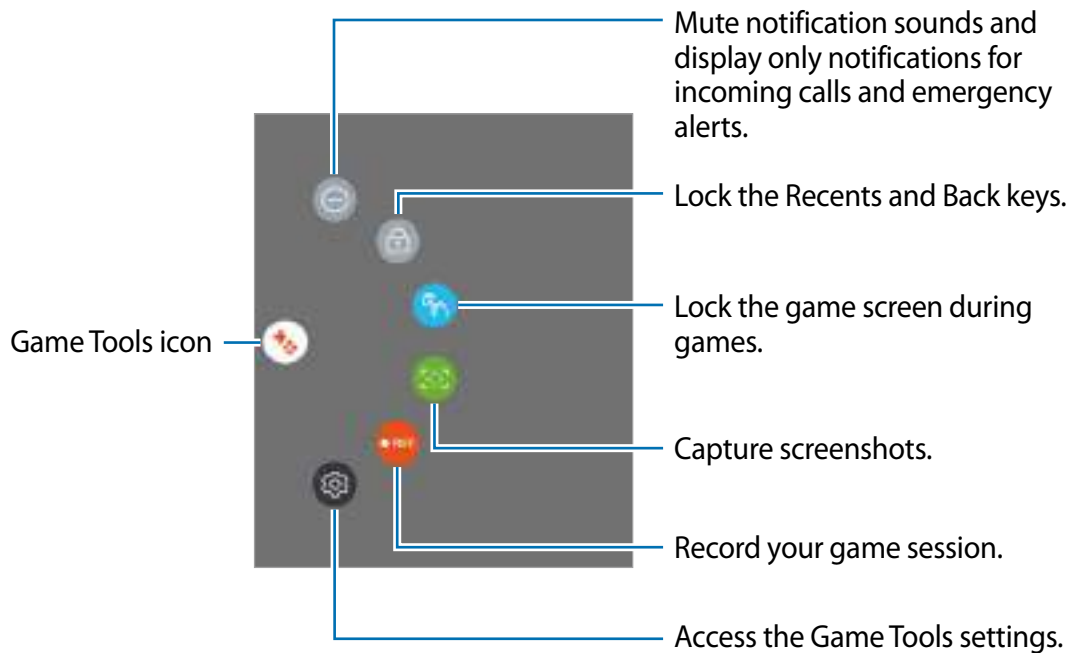 Mute notification sounds and
display only notifications for
incoming calls and emergency
alerts.
Lock the Recents and Back keys.
Lock the game screen during
games.
Game Tools icon
Capture screenshots.
Record your game session.
Access the Game Tools settings.